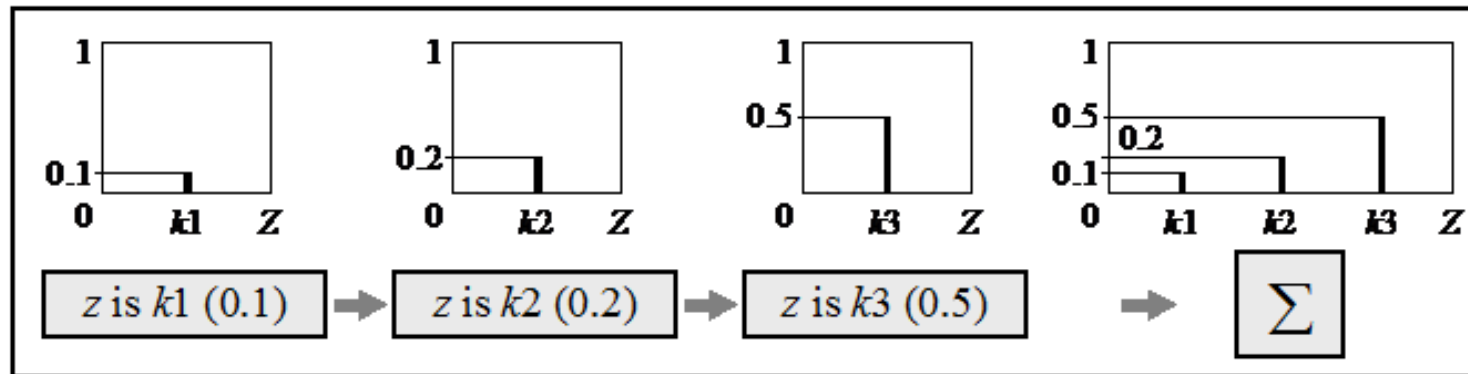 1
0.1
0 k1 Z
1
0.2
0 k2 Z
1
0.5
0 k3 Z
1
0.5
0.2
0.1
0 k1 k2 k3 Z
z is k1 (0.1)
z is k2 (0.2)
z is k3 (0.5)
∑